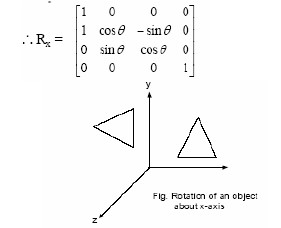 1 0 0 0
∴ Rx = 1 cosθ −sinθ 0
0 sinθ cosθ 0
0 0 0 1
y
Fig. Rotation of an object
about x-axis
z